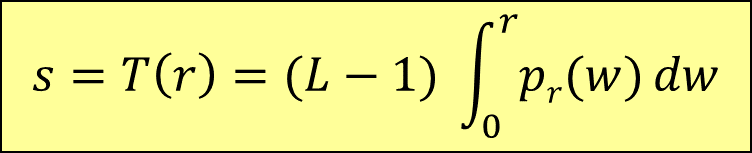 s = T(r) = (L − 1) ∫₀ʳ pᵣ(w) dw